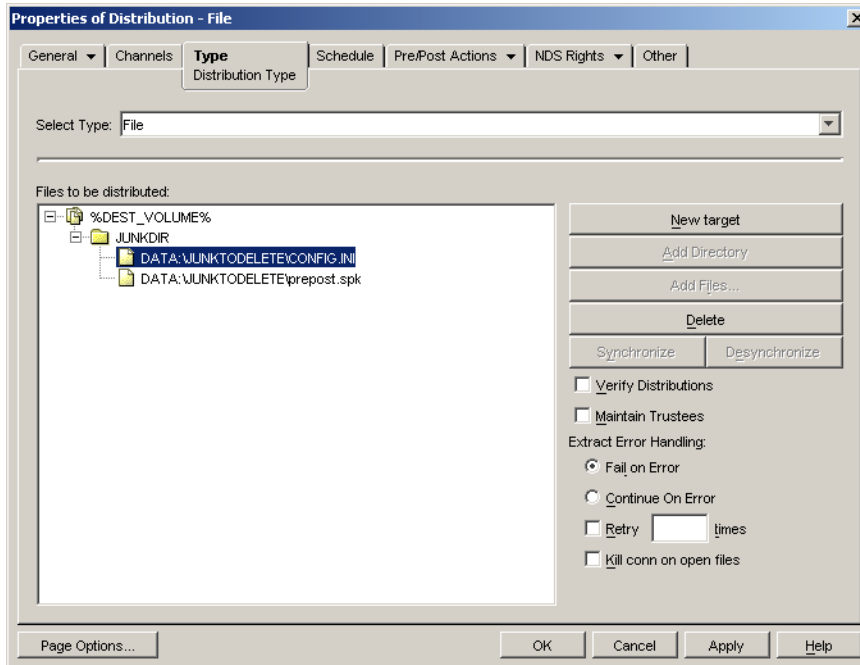 Properties of Distribution - File
General Channels Type Schedule Pre/Post Actions NDS Rights Other
Distribution Type
Select Type: File
Files to be distributed:
%DEST_VOLUME%
JUNKDIR
DATA:\JUNKTODELETE\CONFIG.INI
DATA:\JUNKTODELETE\prepost.spk
New target
Add Directory
Add Files...
Delete
Synchronize Desynchronize
Verify Distributions
Maintain Trustees
Extract Error Handling:
Fail on Error
Continue On Error
Retry times
Kill conn on open files
Page Options... OK Cancel Apply Help